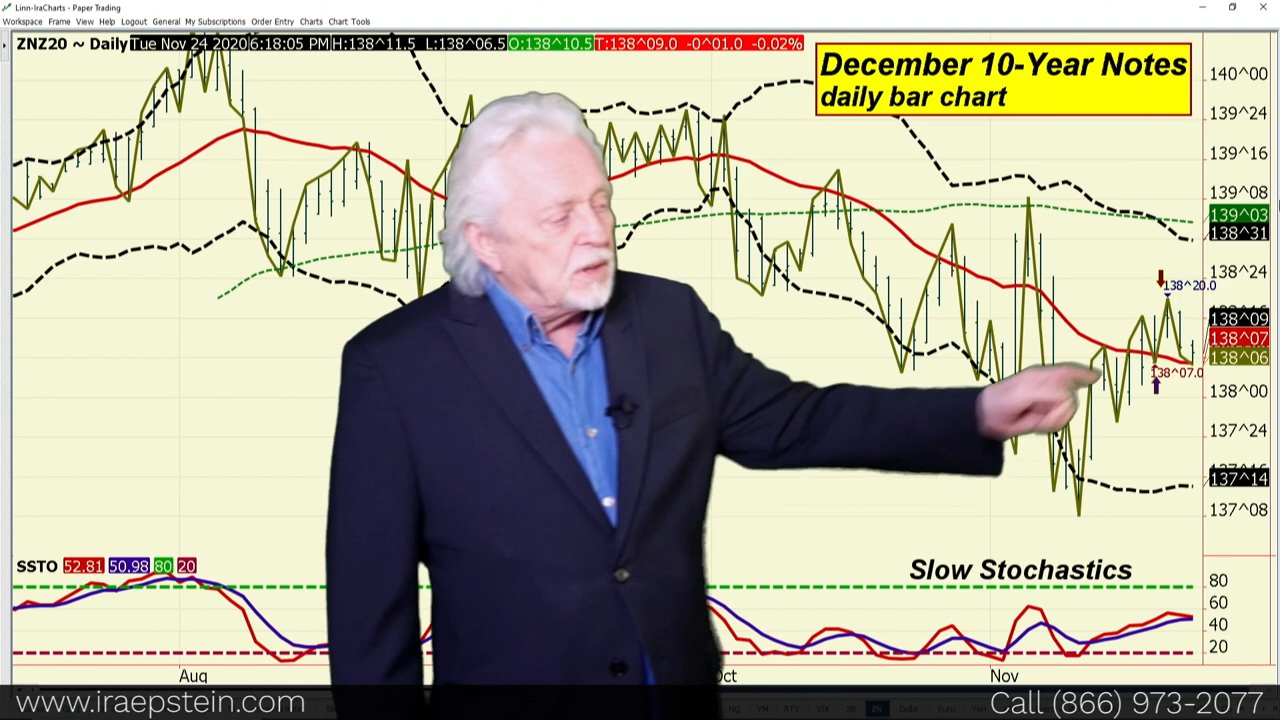 Linn-IraCharts - Paper Trading
Workspace Frame View Help Logout General My Subscriptions Order Entry Charts Chart Tools
ZNZ20 ~ Daily Tue Nov 24 2020 6:18:05 PM H:138^11.5 L:138^06.5 O:138^10.5 T:138^09.0 -0^01.0 -0.02%
December 10-Year Notes
daily bar chart
140^00
139^24
139^16
139^08
139^03
138^31
138^24
138^20.0
138^09
138^07
138^06
138^07.0
138^00
137^24
137^14
137^08
SSTO 52.81 50.98 80 20
Slow Stochastics
80
60
40
20
Aug
Nov
www.iraepstein.com
Call (866) 973-2077